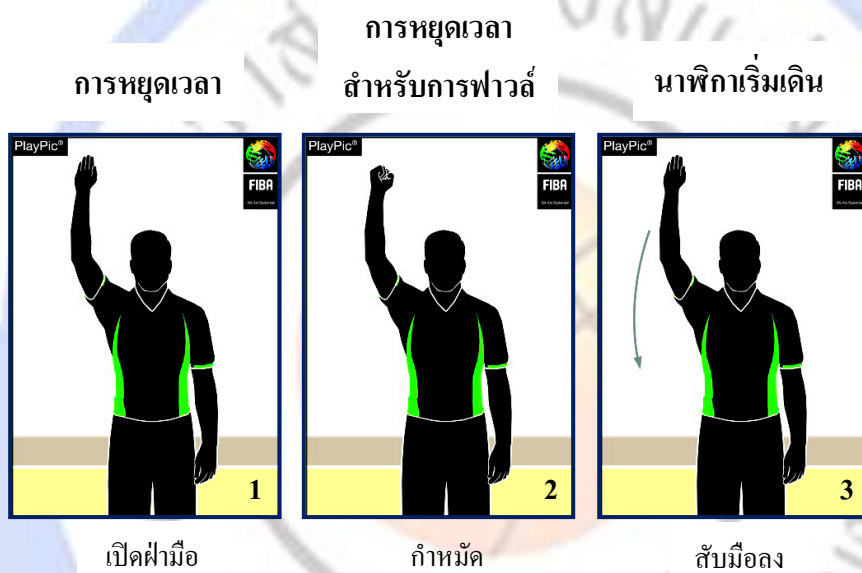 การหยุดเวลา
การหยุดเวลา
สำหรับการฟาวล์
นาฬิกาเริ่มเดิน
PlayPic®
FIBA
1
PlayPic®
FIBA
2
PlayPic®
FIBA
3
เปิดฝ่ามือ
กำหมัด
สับมือลง